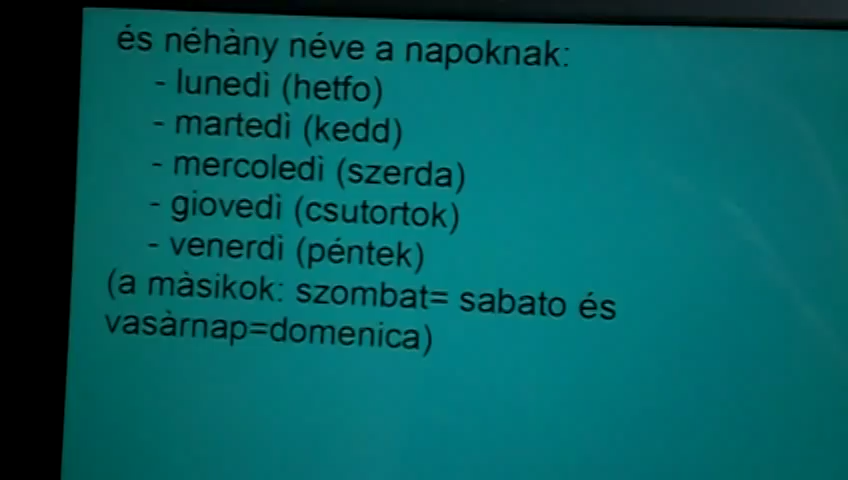 és néhàny néve a napoknak:
- lunedì (hetfo)
- martedì (kedd)
- mercoledì (szerda)
- giovedì (csutortok)
- venerdì (péntek)
(a màsikok: szombat= sabato és
vasàrnap=domenica)